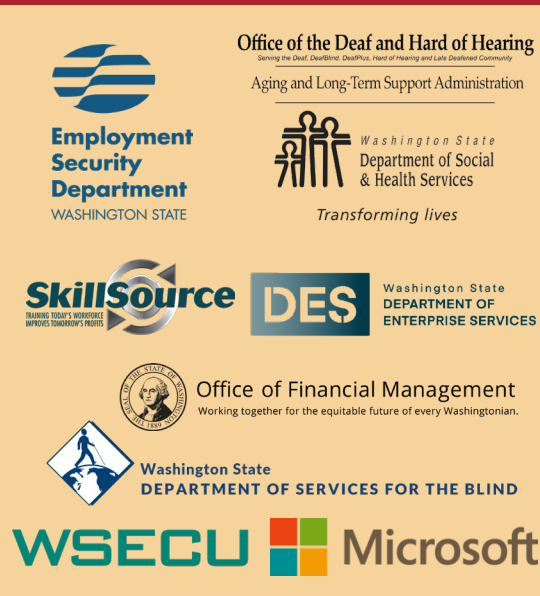 Office of the Deaf and Hard of Hearing
Serving the Deaf, DeafBlind, DeafPlus, Hard of Hearing and Late Deafened Community
Aging and Long-Term Support Administration
Employment
Security
Department
WASHINGTON STATE
Washington State
Department of Social
& Health Services
Transforming lives
SkillSource
TRAINING TODAY'S WORKFORCE
IMPROVES TOMORROW'S PROFITS
DES
Washington State
DEPARTMENT OF
ENTERPRISE SERVICES
THE SEAL OF THE STATE OF WASHINGTON
1889
Office of Financial Management
Working together for the equitable future of every Washingtonian.
Washington State
DEPARTMENT OF SERVICES FOR THE BLIND
WSECU
Microsoft